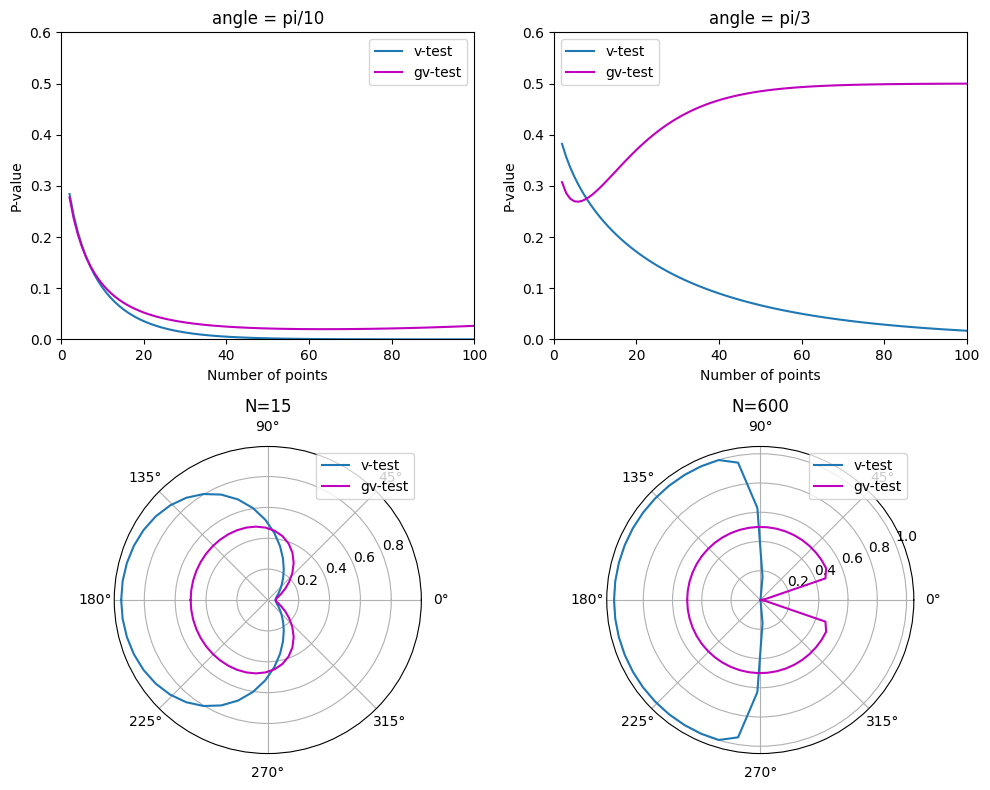 angle = pi/10
0.6
0.5
0.4
0.3
0.2
0.1
0.0
P-value
v-test
gv-test
0 20 40 60 80 100
Number of points
angle = pi/3
0.6
0.5
0.4
0.3
0.2
0.1
0.0
P-value
v-test
gv-test
0 20 40 60 80 100
Number of points
N=15
90°
v-test
gv-test
135° 45°
0.2 0.4 0.6 0.8
180° 0°
225° 315°
270°
N=600
90°
v-test
gv-test
135° 45°
0.2 0.4 0.6 0.8 1.0
180° 0°
225° 315°
270°